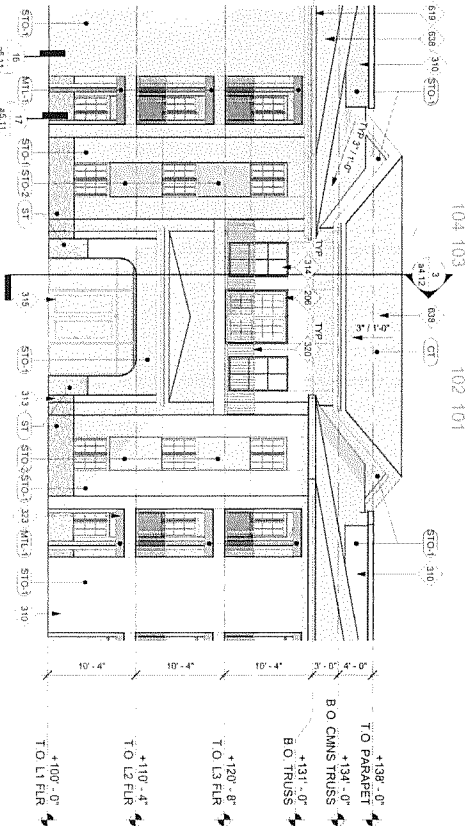 619
638
310
STO-1
104 103
3
a4.12
638
CT
102 101
STO-1
310
TYP 3" / 1'-0"
3" / 1'-0"
TYP
314
206
TYP
320
STO-1
16
a5.11
MTL-1
17
a5.11
STO-1
STO-2
ST
315
STO-1
313
ST
STO-2
STO-1
323
MTL-1
STO-1
310
10' - 4"
10' - 4"
10' - 4"
3' - 0"
4' - 0"
+138' - 0"
T.O. PARAPET
+134' - 0"
B.O. CMNS TRUSS
+131' - 0"
B.O. TRUSS
+120' - 8"
T.O. L3 FLR
+110' - 4"
T.O. L2 FLR
+100' - 0"
T.O. L1 FLR